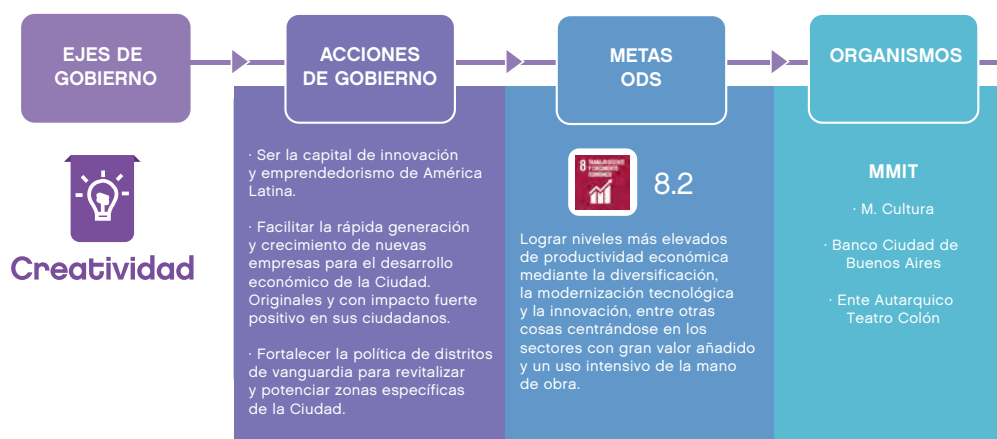 EJES DE
GOBIERNO
ACCIONES
DE GOBIERNO
METAS
ODS
ORGANISMOS
Creatividad
· Ser la capital de innovación
y emprendedorismo de América
Latina.
· Facilitar la rápida generación
y crecimiento de nuevas
empresas para el desarrollo
económico de la Ciudad.
Originales y con impacto fuerte
positivo en sus ciudadanos.
· Fortalecer la política de distritos
de vanguardia para revitalizar
y potenciar zonas específicas
de la Ciudad.
8 TRABAJO DECENTE
Y CRECIMIENTO
ECONÓMICO
8.2
Lograr niveles más elevados
de productividad económica
mediante la diversificación,
la modernización tecnológica
y la innovación, entre otras
cosas centrándose en los
sectores con gran valor añadido
y un uso intensivo de la mano
de obra.
MMIT
· M. Cultura
· Banco Ciudad de
Buenos Aires
· Ente Autarquico
Teatro Colón